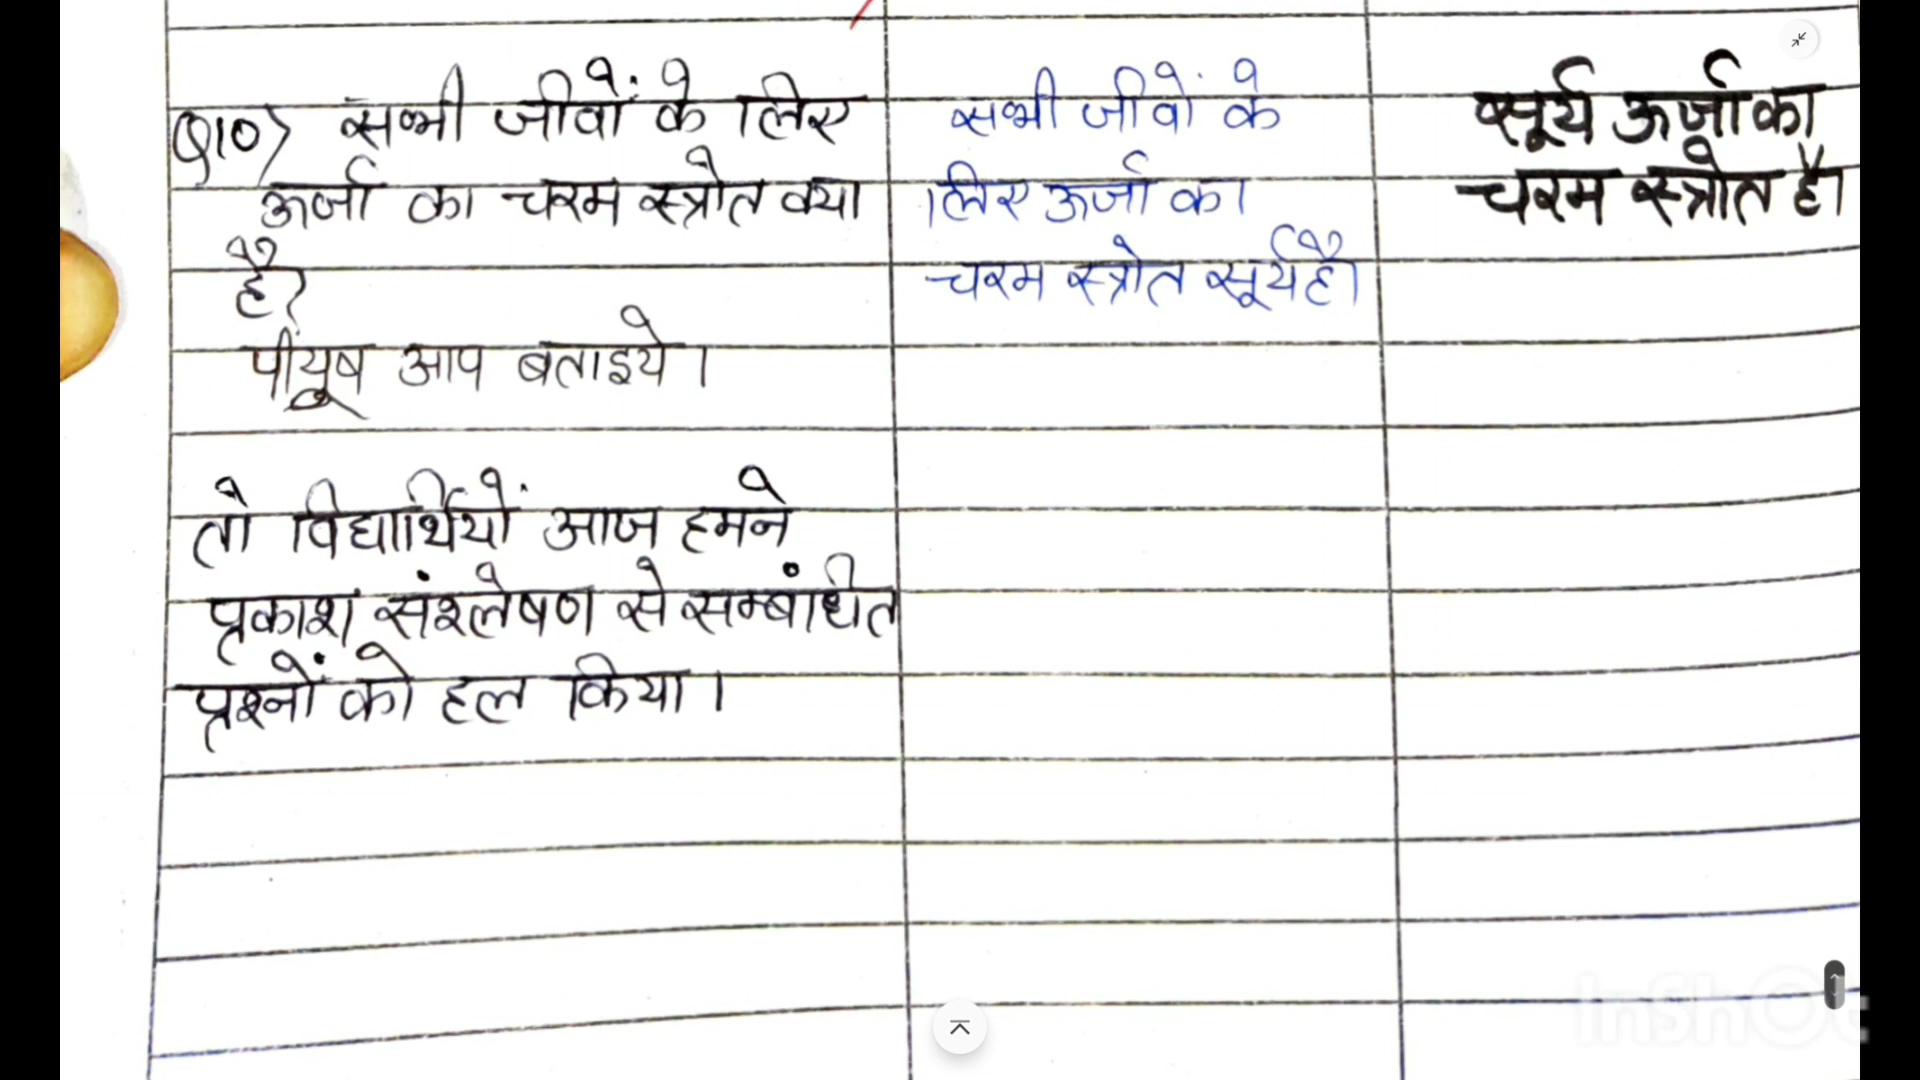 Q10> सभी जीवों के लिए
ऊर्जा का चरम स्त्रोत क्या
है?
पीयूष आप बताइये।
तो विद्यार्थियों आज हमने
प्रकाश संश्लेषण से सम्बंधित
प्रश्नों को हल किया।
सभी जीवों के
लिए ऊर्जा का
चरम स्त्रोत सूर्य है।
सूर्य ऊर्जा का
चरम स्त्रोत है।
InShOt